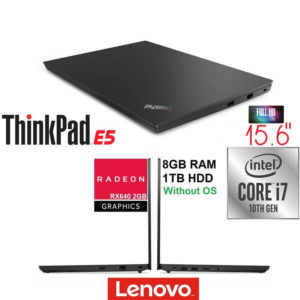 ThinkPad E5
FULL HD
15.6"
ThinkPad
RADEON
RX640 2GB
GRAPHICS
8GB RAM
1TB HDD
Without OS
intel
CORE i7
10TH GEN
Lenovo